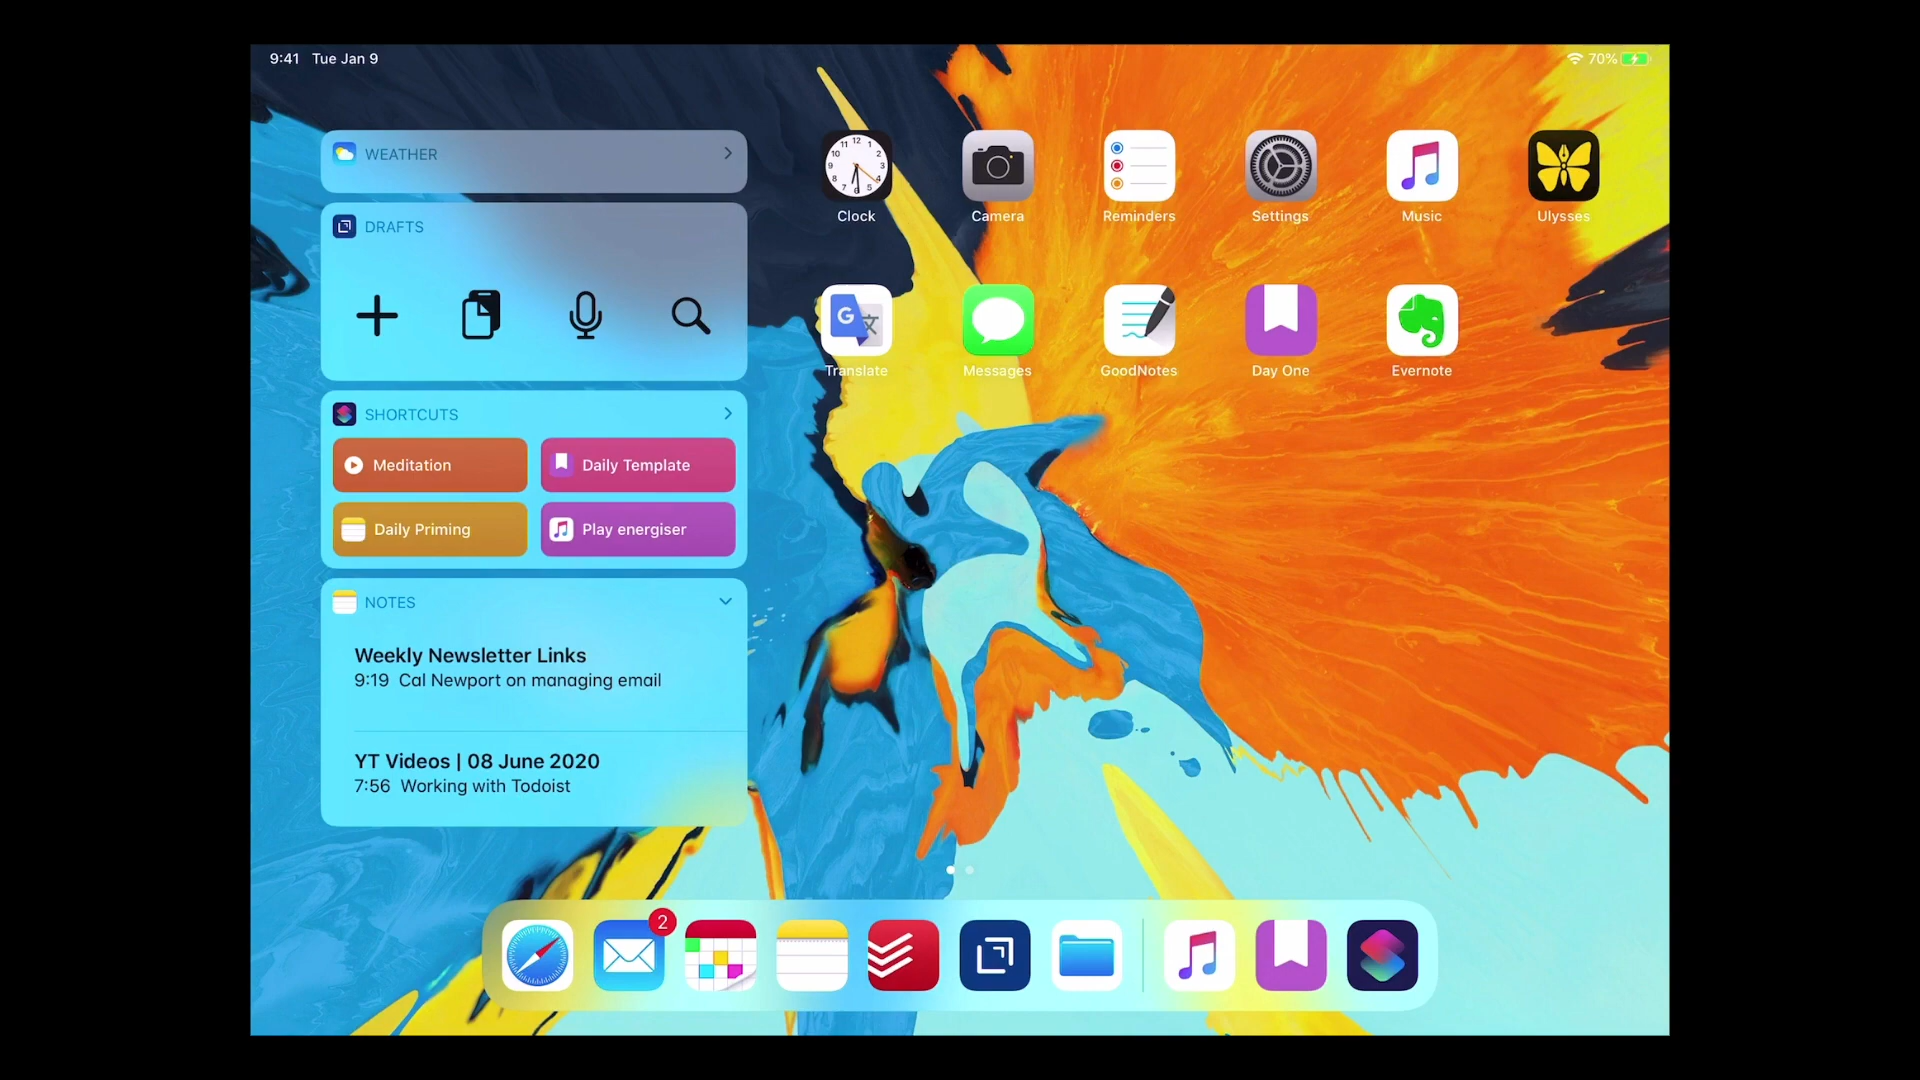 9:41 Tue Jan 9
70%
WEATHER
DRAFTS
SHORTCUTS
Meditation
Daily Template
Daily Priming
Play energiser
NOTES
Weekly Newsletter Links
9:19 Cal Newport on managing email
YT Videos | 08 June 2020
7:56 Working with Todoist
Clock
Camera
Reminders
Settings
Music
Ulysses
Translate
Messages
GoodNotes
Day One
Evernote
2